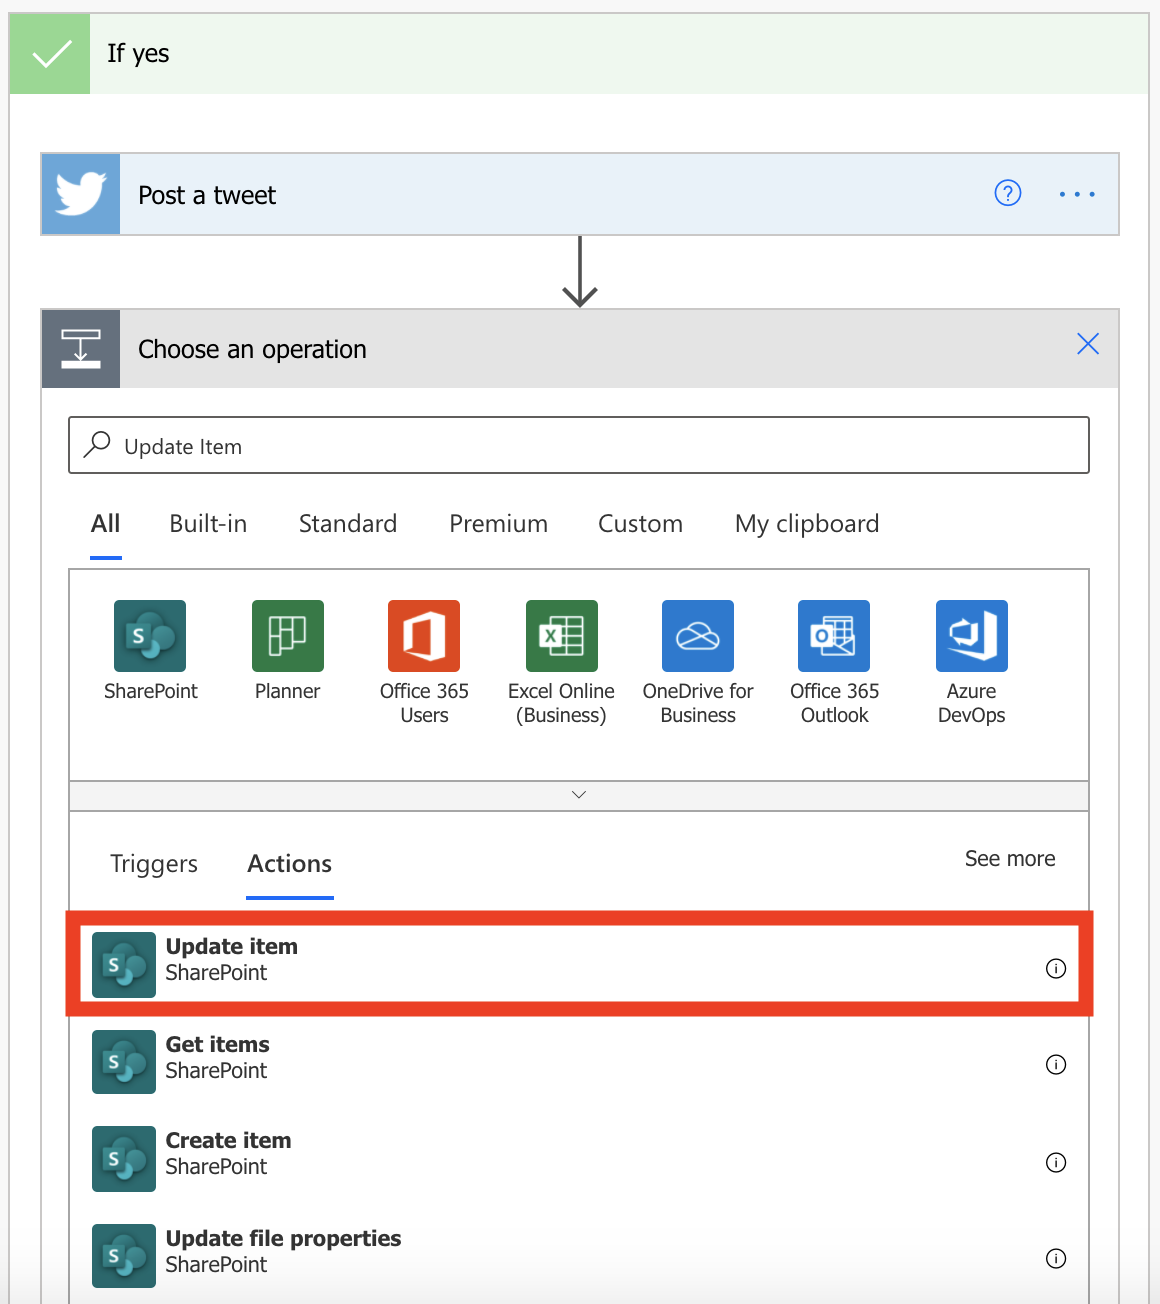 If yes
Post a tweet
?
Choose an operation
Update Item
All Built-in Standard Premium Custom My clipboard
SharePoint Planner Office 365 Users Excel Online (Business) OneDrive for Business Office 365 Outlook Azure DevOps
Triggers Actions See more
Update item
SharePoint
Get items
SharePoint
Create item
SharePoint
Update file properties
SharePoint